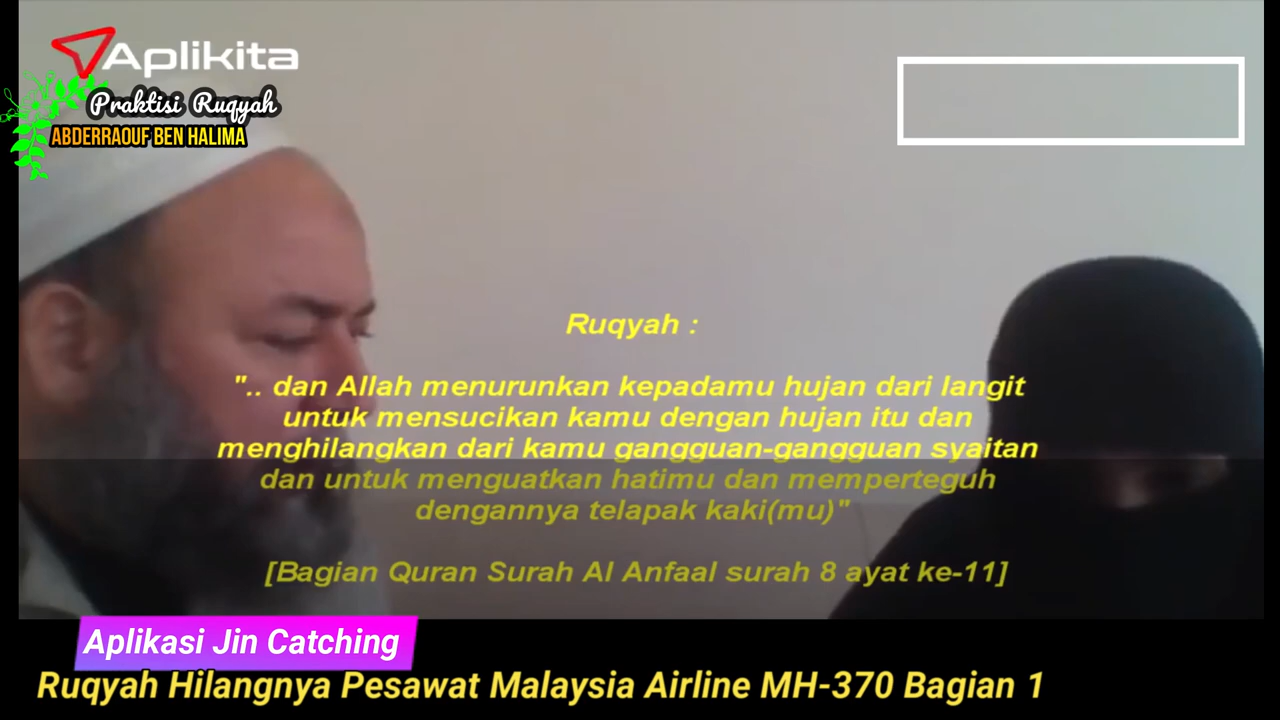 Aplikita
Praktisi Ruqyah
ABDERRAOUF BEN HALIMA
Ruqyah :
".. dan Allah menurunkan kepadamu hujan dari langit
untuk mensucikan kamu dengan hujan itu dan
menghilangkan dari kamu gangguan-gangguan syaitan
dan untuk menguatkan hatimu dan memperteguh
dengannya telapak kaki(mu)"
[Bagian Quran Surah Al Anfaal surah 8 ayat ke-11]
Aplikasi Jin Catching
Ruqyah Hilangnya Pesawat Malaysia Airline MH-370 Bagian 1